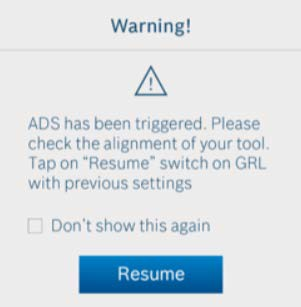 Warning!
ADS has been triggered. Please
check the alignment of your tool.
Tap on “Resume” switch on GRL
with previous settings
Don't show this again
Resume